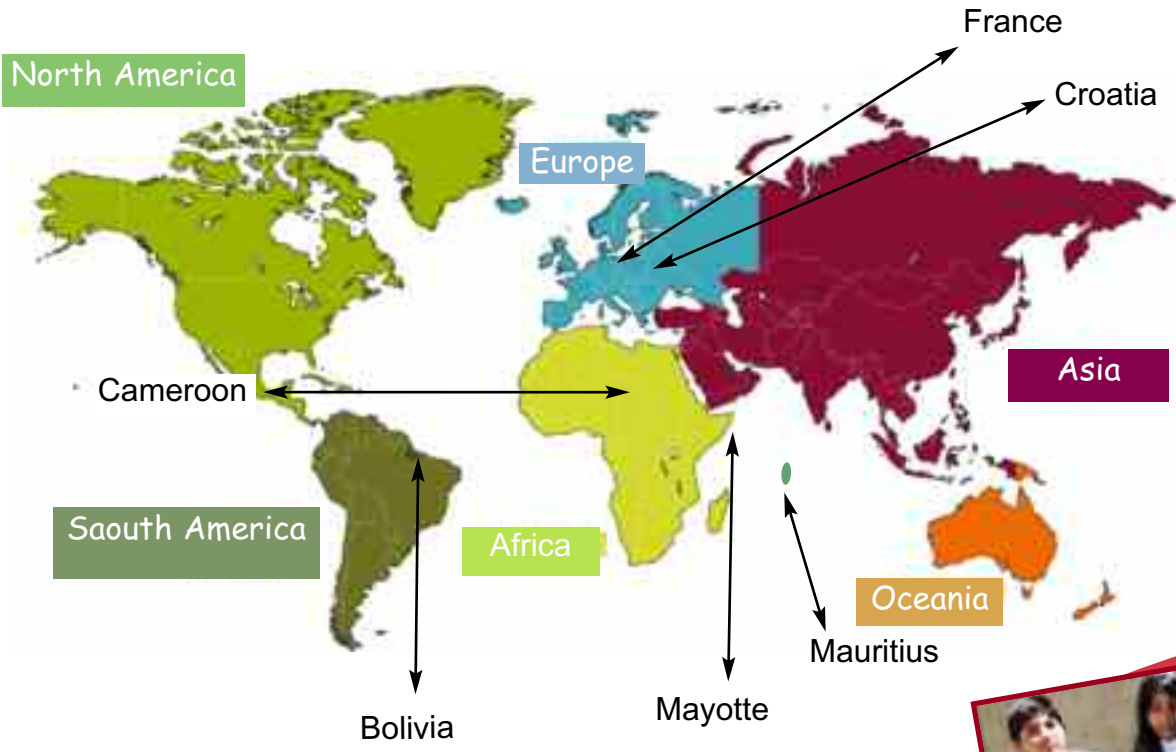 France
North America
Croatia
Europe
Asia
Cameroon
Saouth America
Africa
Oceania
Mauritius
Mayotte
Bolivia